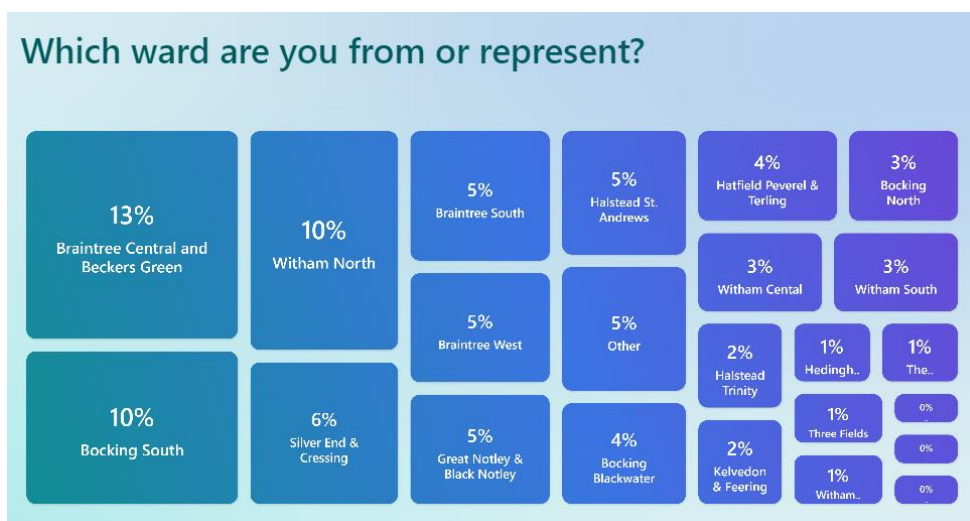 Which ward are you from or represent?
13%
Braintree Central and
Beckers Green
10%
Bocking South
10%
Witham North
6%
Silver End &
Cressing
5%
Braintree South
5%
Braintree West
5%
Great Notley &
Black Notley
5%
Halstead St.
Andrews
5%
Other
4%
Bocking
Blackwater
4%
Hatfield Peverel &
Terling
3%
Bocking
North
3%
Witham Cental
3%
Witham South
2%
Halstead
Trinity
2%
Kelvedon
& Feering
1%
Hedingh..
1%
The..
1%
Three Fields
1%
Witham..
0%
0%
0%